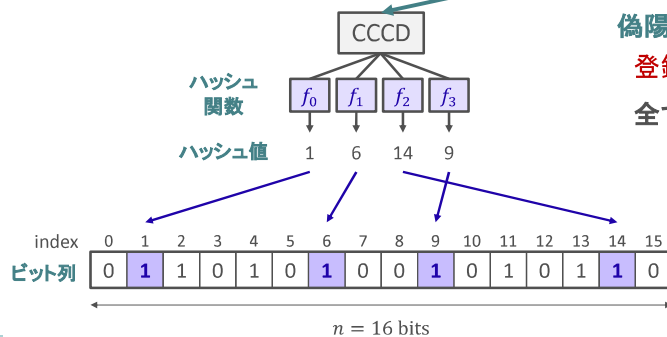 CCCD
偽陽
登録
全て
ハッシュ
関数
f₀ f₁ f₂ f₃
ハッシュ値 1 6 14 9
index 0 1 2 3 4 5 6 7 8 9 10 11 12 13 14 15
ビット列 0 1 1 0 1 0 1 0 0 1 0 1 0 1 1 0
n = 16 bits